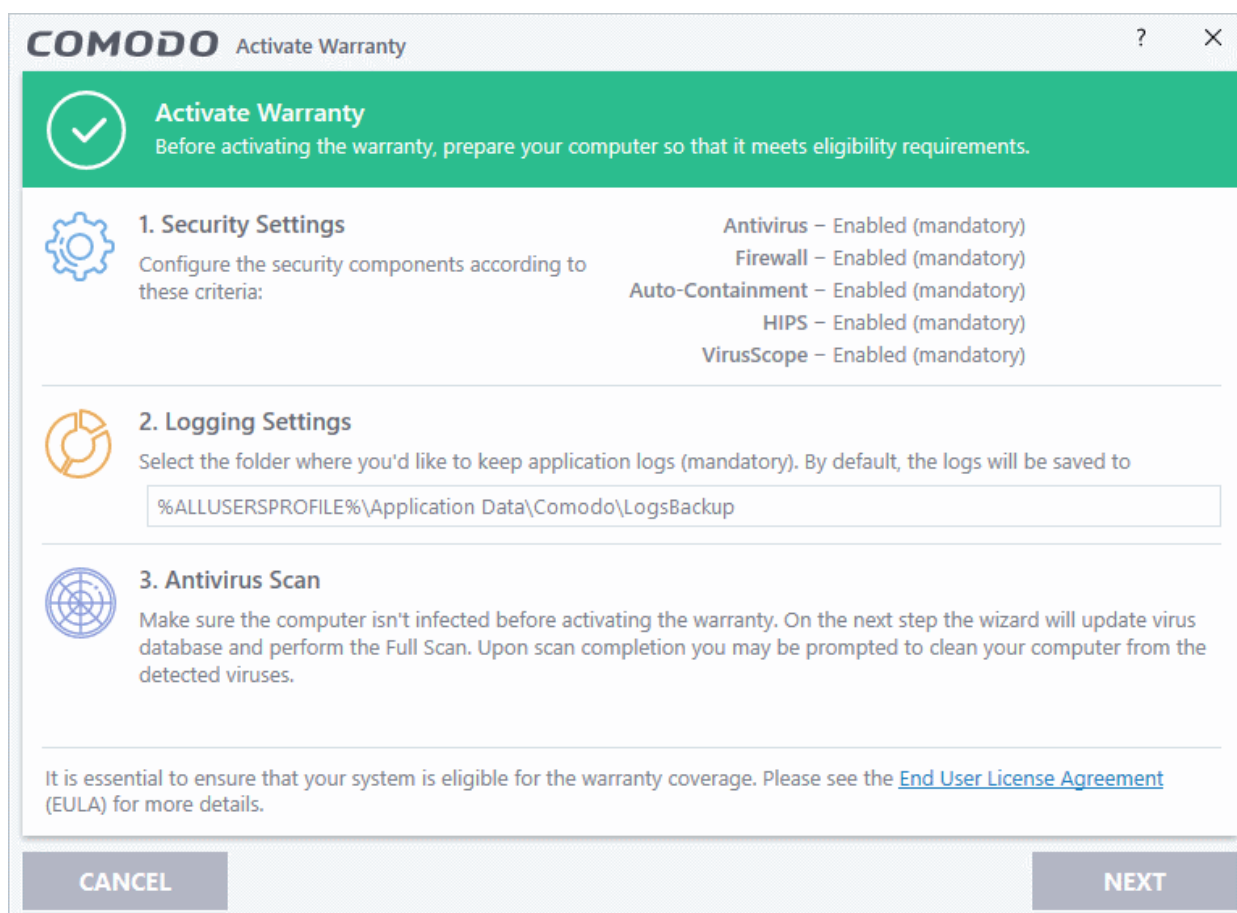 COMODO Activate Warranty ? ×
Activate Warranty
Before activating the warranty, prepare your computer so that it meets eligibility requirements.
1. Security Settings
Configure the security components according to
these criteria:
Antivirus – Enabled (mandatory)
Firewall – Enabled (mandatory)
Auto-Containment – Enabled (mandatory)
HIPS – Enabled (mandatory)
VirusScope – Enabled (mandatory)
2. Logging Settings
Select the folder where you'd like to keep application logs (mandatory). By default, the logs will be saved to
%ALLUSERSPROFILE%\Application Data\Comodo\LogsBackup
3. Antivirus Scan
Make sure the computer isn't infected before activating the warranty. On the next step the wizard will update virus
database and perform the Full Scan. Upon scan completion you may be prompted to clean your computer from the
detected viruses.
It is essential to ensure that your system is eligible for the warranty coverage. Please see the End User License Agreement
(EULA) for more details.
CANCEL NEXT